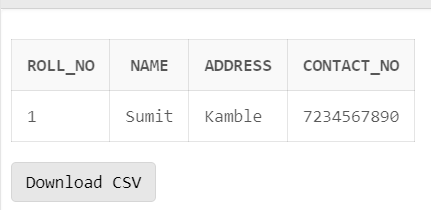 ROLL_NO NAME ADDRESS CONTACT_NO
1 Sumit Kamble 7234567890
Download CSV